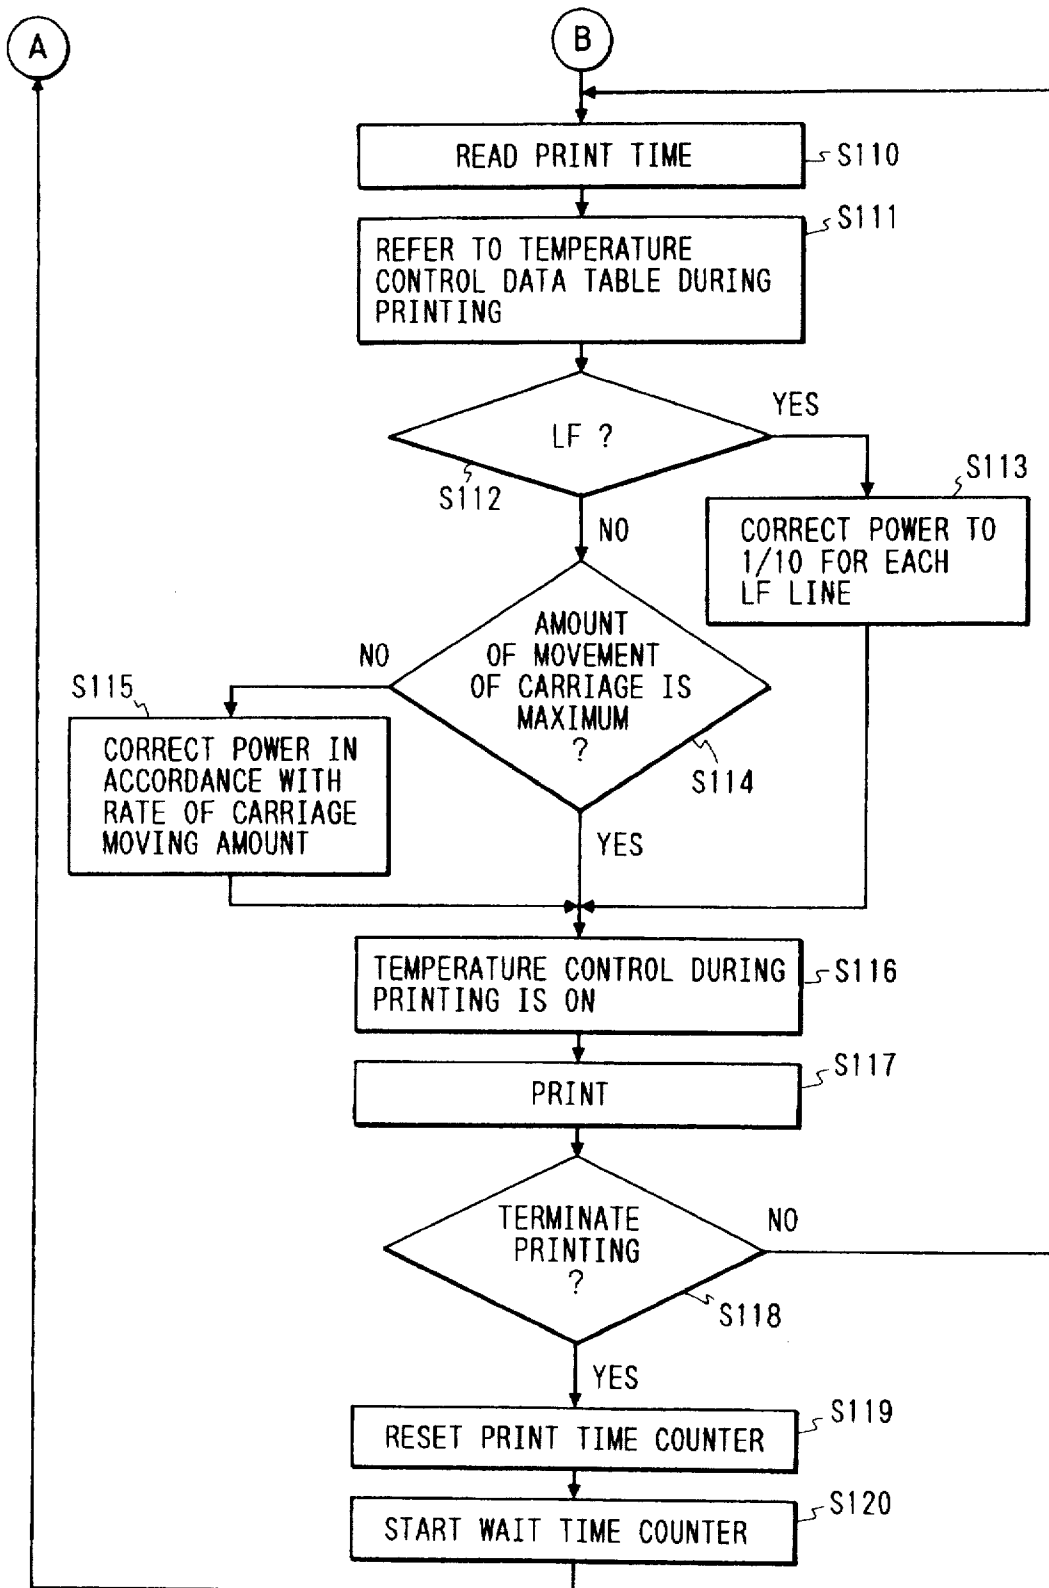 A
B
READ PRINT TIME
S110
S111
REFER TO TEMPERATURE
CONTROL DATA TABLE DURING
PRINTING
LF ?
YES
S112
S113
NO
CORRECT POWER TO
1/10 FOR EACH
LF LINE
AMOUNT
OF MOVEMENT
OF CARRIAGE IS
MAXIMUM
?
NO
S114
S115
CORRECT POWER IN
ACCORDANCE WITH
RATE OF CARRIAGE
MOVING AMOUNT
YES
TEMPERATURE CONTROL DURING
PRINTING IS ON
S116
S117
PRINT
TERMINATE
PRINTING
?
NO
S118
YES
S119
RESET PRINT TIME COUNTER
S120
START WAIT TIME COUNTER